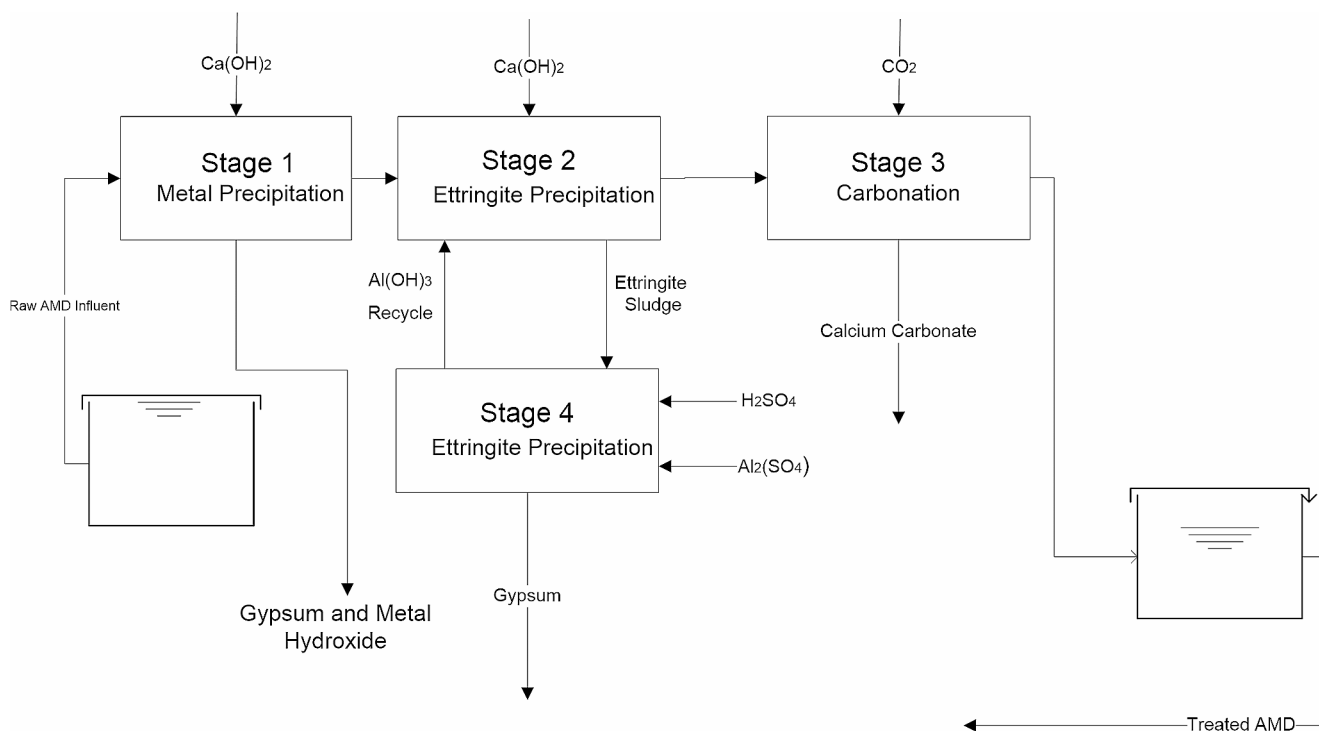 Ca(OH)2
Ca(OH)2
CO2
Stage 1
Metal Precipitation
Stage 2
Ettringite Precipitation
Stage 3
Carbonation
Raw AMD Influent
Al(OH)3
Recycle
Ettringite
Sludge
Calcium Carbonate
Stage 4
Ettringite Precipitation
H2SO4
Al2(SO4)
Gypsum
Gypsum and Metal
Hydroxide
Treated AMD